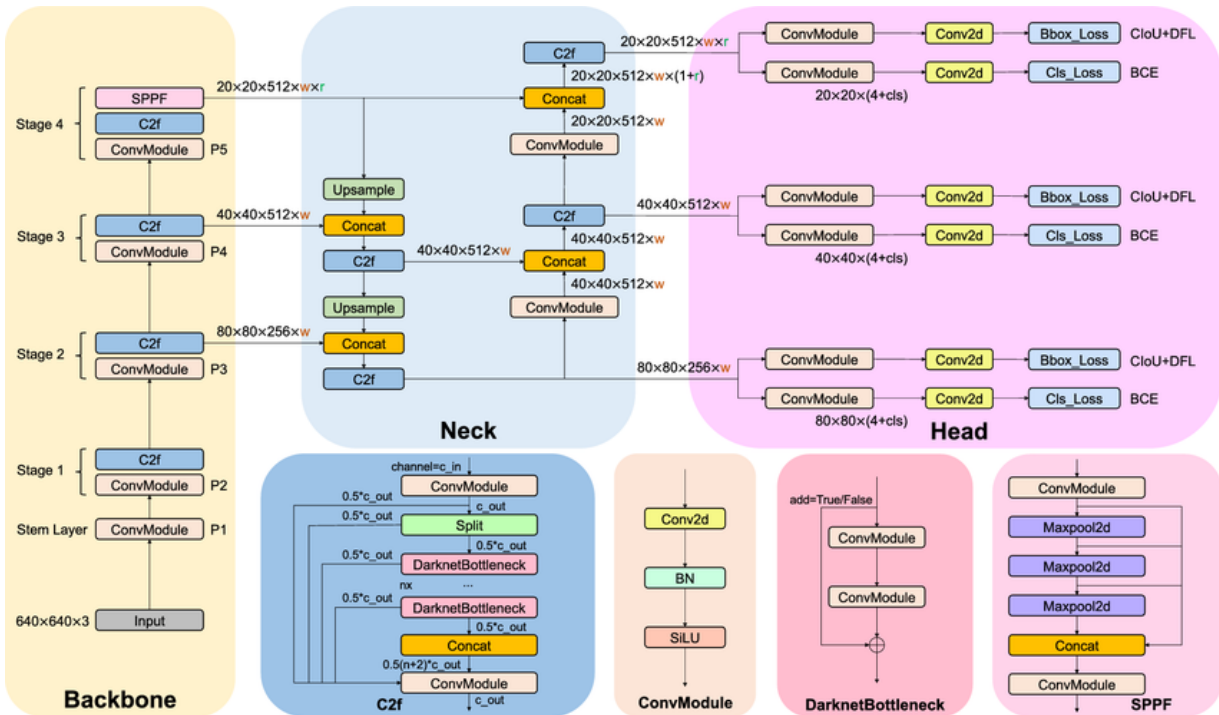 Stage 4
SPPF
C2f
ConvModule
P5
Stage 3
C2f
ConvModule
P4
Stage 2
C2f
ConvModule
P3
Stage 1
C2f
ConvModule
P2
Stem Layer
ConvModule
P1
640×640×3
Input
Backbone
20×20×512×w×r
40×40×512×w
80×80×256×w
Upsample
Concat
C2f
Upsample
Concat
C2f
40×40×512×w
C2f
20×20×512×w×(1+r)
Concat
20×20×512×w
ConvModule
C2f
40×40×512×w
Concat
40×40×512×w
ConvModule
Neck
20×20×512×w×r
40×40×512×w
80×80×256×w
ConvModule
Conv2d
Bbox_Loss
CIoU+DFL
ConvModule
Conv2d
Cls_Loss
BCE
20×20×(4+cls)
ConvModule
Conv2d
Bbox_Loss
CIoU+DFL
ConvModule
Conv2d
Cls_Loss
BCE
40×40×(4+cls)
ConvModule
Conv2d
Bbox_Loss
CIoU+DFL
ConvModule
Conv2d
Cls_Loss
BCE
80×80×(4+cls)
Head
channel=c_in
ConvModule
0.5*c_out
c_out
0.5*c_out
Split
0.5*c_out
0.5*c_out
DarknetBottleneck
nx
...
0.5*c_out
DarknetBottleneck
0.5*c_out
Concat
0.5(n+2)*c_out
ConvModule
C2f
c_out
Conv2d
BN
SiLU
ConvModule
add=True/False
ConvModule
ConvModule
DarknetBottleneck
ConvModule
Maxpool2d
Maxpool2d
Maxpool2d
Concat
ConvModule
SPPF